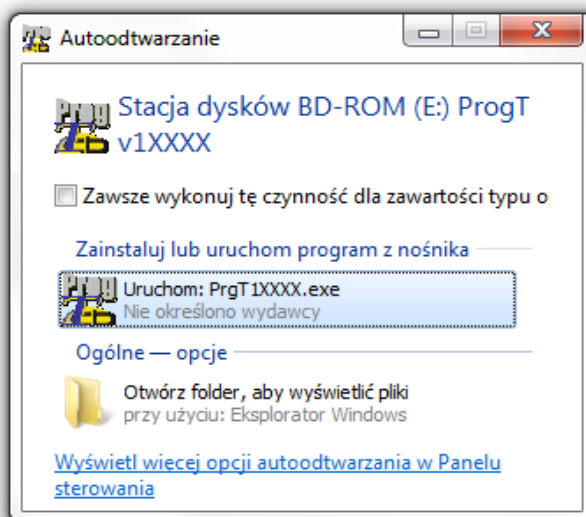 Autoodtwarzanie
Stacja dysków BD-ROM (E:) ProgT
v1XXXX
Zawsze wykonuj tę czynność dla zawartości typu o
Zainstaluj lub uruchom program z nośnika
Prog
Uruchom: PrgT1XXXX.exe
Nie określono wydawcy
Ogólne — opcje
Otwórz folder, aby wyświetlić pliki
przy użyciu: Eksplorator Windows
Wyświetl więcej opcji autoodtwarzania w Panelu
sterowania